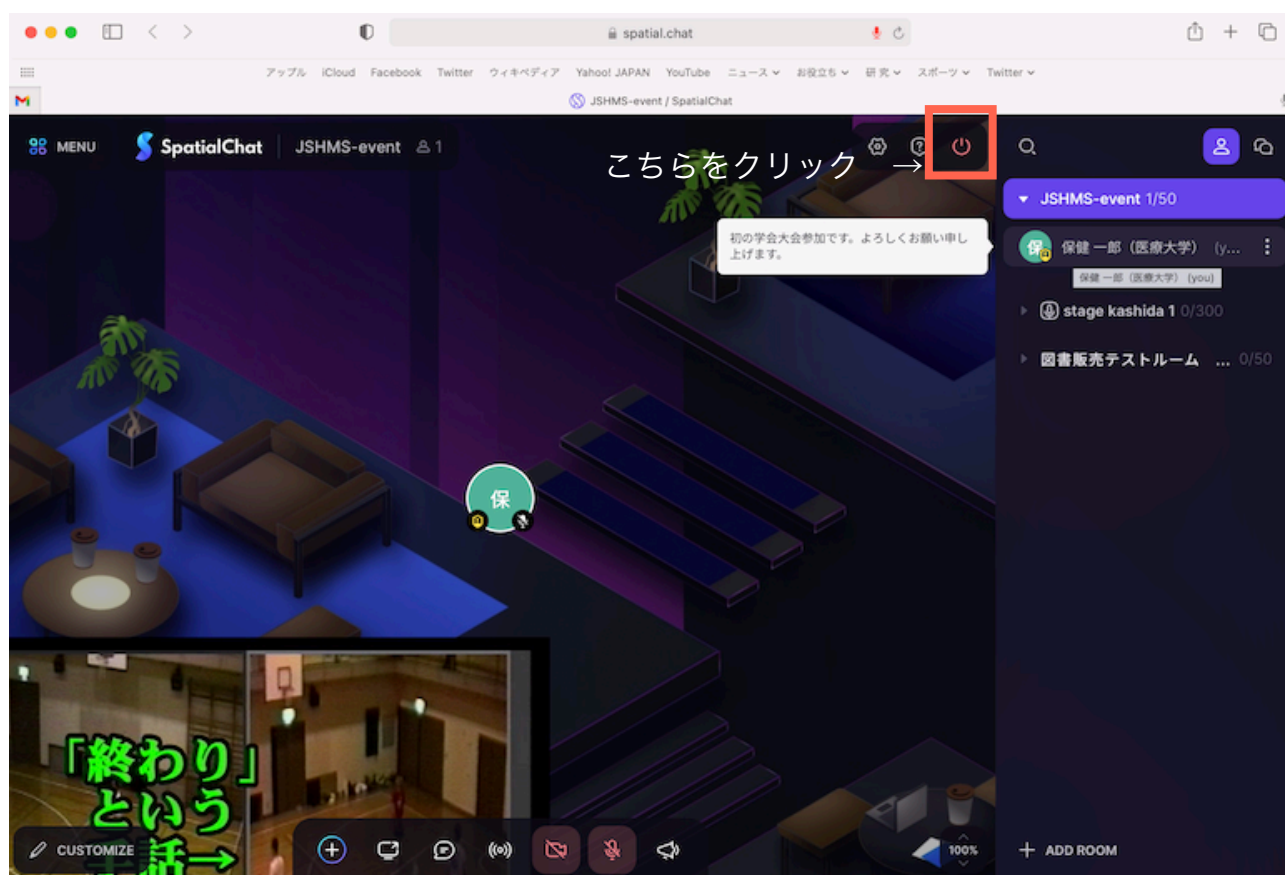 spatial.chat
アップル iCloud Facebook Twitter ウィキペディア Yahoo! JAPAN YouTube ニュース お役立ち 研究 スポーツ Twitter
JSHMS-event / SpatialChat
MENU SpatialChat JSHMS-event 1
こちらをクリック →
JSHMS-event 1/50
初の学会大会参加です。よろしくお願い申し
上げます。
保 保健 一郎（医療大学） (y...
保健 一郎（医療大学） (you)
stage kashida 1 0/300
図書販売テストルーム ... 0/50
保
「終わり」
という
話→
CUSTOMIZE
100%
ADD ROOM